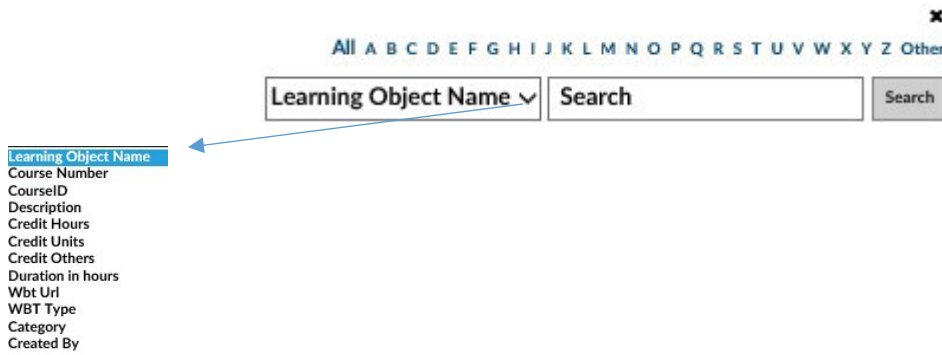 All A B C D E F G H I J K L M N O P Q R S T U V W X Y Z Other
Learning Object Name Search Search
Learning Object Name
Course Number
CourseID
Description
Credit Hours
Credit Units
Credit Others
Duration in hours
Wbt Url
WBT Type
Category
Created By